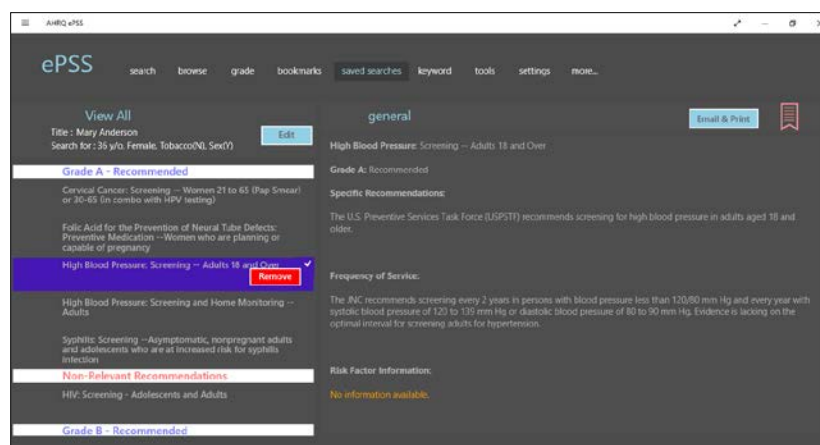 AHRQ ePSS
ePSS
search browse grade bookmarks saved searches keyword tools settings more...
View All
Title : Mary Anderson
Search for : 36 y/o, Female, Tobacco(N), Sex(Y)
Edit
Grade A - Recommended
Cervical Cancer: Screening -- Women 21 to 65 (Pap Smear)
or 30-65 (in combo with HPV testing)
Folic Acid for the Prevention of Neural Tube Defects:
Preventive Medication --Women who are planning or
capable of pregnancy
High Blood Pressure: Screening -- Adults 18 and Over
Remove
High Blood Pressure: Screening and Home Monitoring --
Adults
Syphilis: Screening --Asymptomatic, nonpregnant adults
and adolescents who are at increased risk for syphilis
infection
Non-Relevant Recommendations
HIV: Screening - Adolescents and Adults
Grade B - Recommended
general
Email & Print
High Blood Pressure: Screening -- Adults 18 and Over
Grade A: Recommended
Specific Recommendations:
The U.S. Preventive Services Task Force (USPSTF) recommends screening for high blood pressure in adults aged 18 and
older.
Frequency of Service:
The JNC recommends screening every 2 years in persons with blood pressure less than 120/80 mm Hg and every year with
systolic blood pressure of 120 to 139 mm Hg or diastolic blood pressure of 80 to 90 mm Hg. Evidence is lacking on the
optimal interval for screening adults for hypertension.
Risk Factor Information:
No information available.